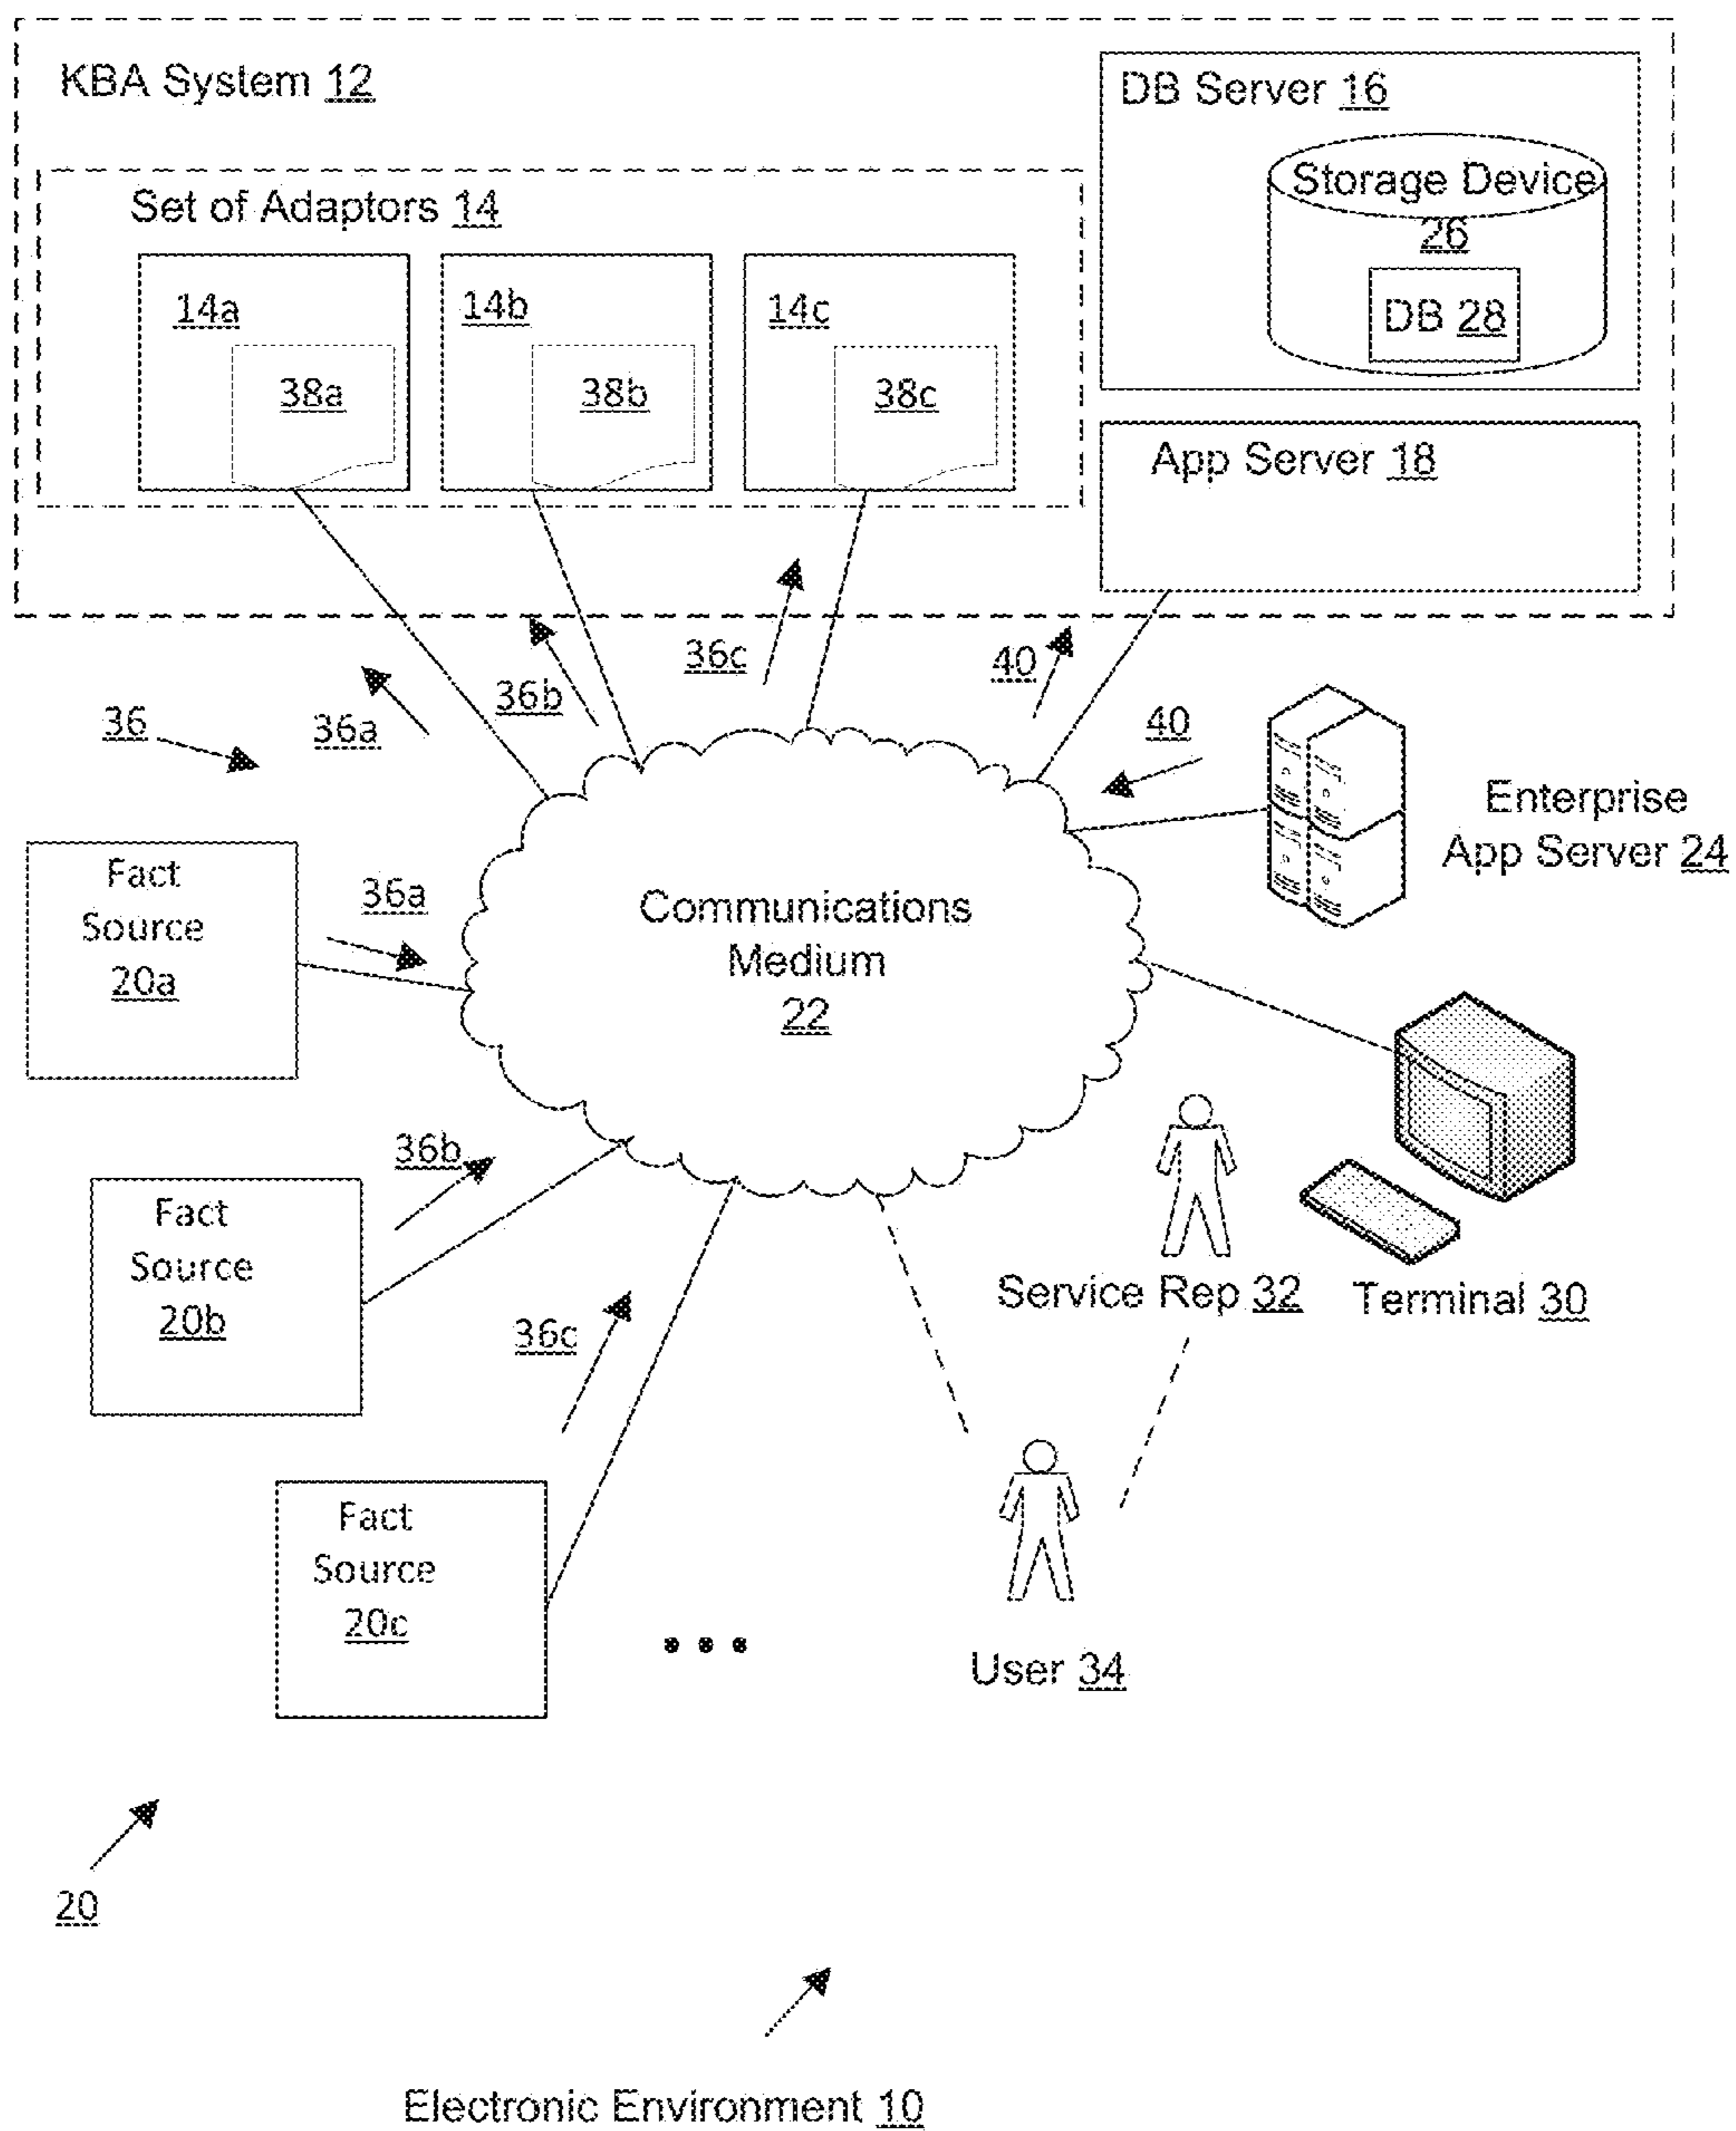 KBA System 12
DB Server 16
Storage Device
26
DB 28
Set of Adaptors 14
14a
14b
14c
38a
38b
38c
App Server 18
36
36a
36b
36c
40
40
Enterprise
App Server 24
Fact
Source
20a
36a
Communications
Medium
22
Fact
Source
20b
36b
Service Rep 32
Terminal 30
Fact
Source
20c
36c
...
User 34
20
Electronic Environment 10